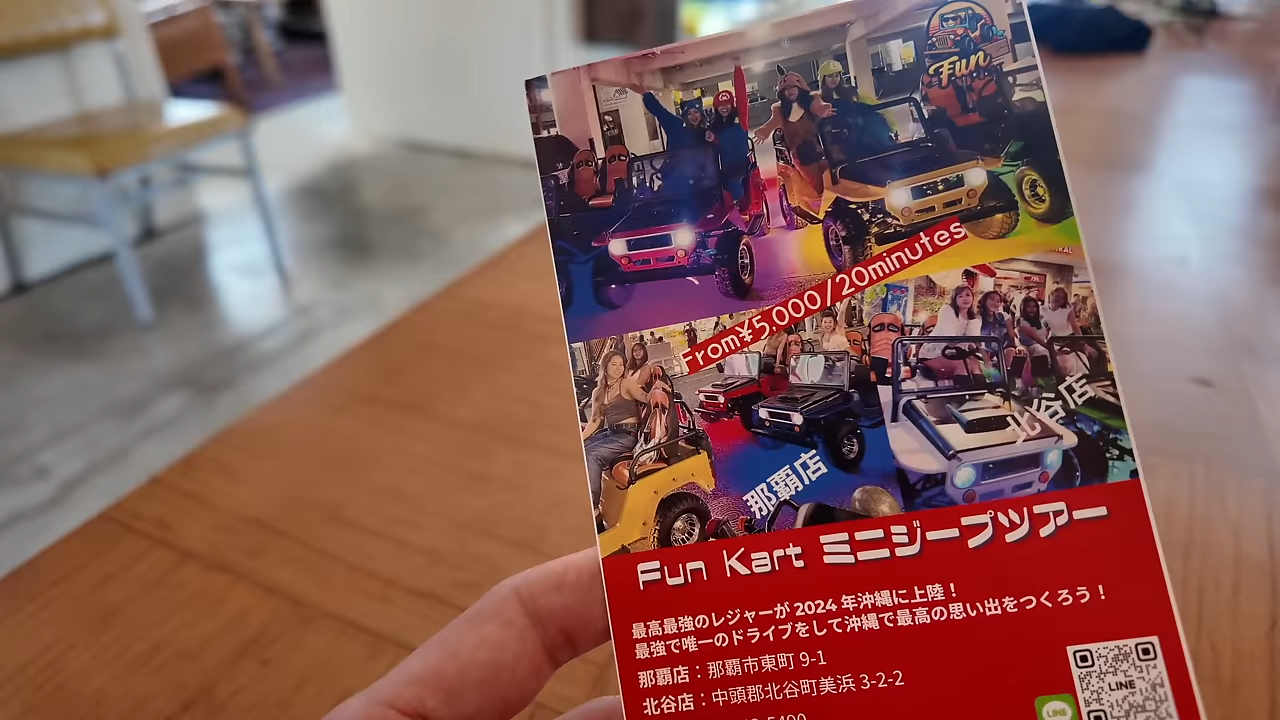 Fun
From¥5,000/20minutes
北谷店
那覇店
Fun Kart ミニジープツアー
最高最強のレジャーが 2024 年沖縄に上陸！
最強で唯一のドライブをして沖縄で最高の思い出をつくろう！
那覇店：那覇市東町 9-1
北谷店：中頭郡北谷町美浜 3-2-2
LINE
LINE